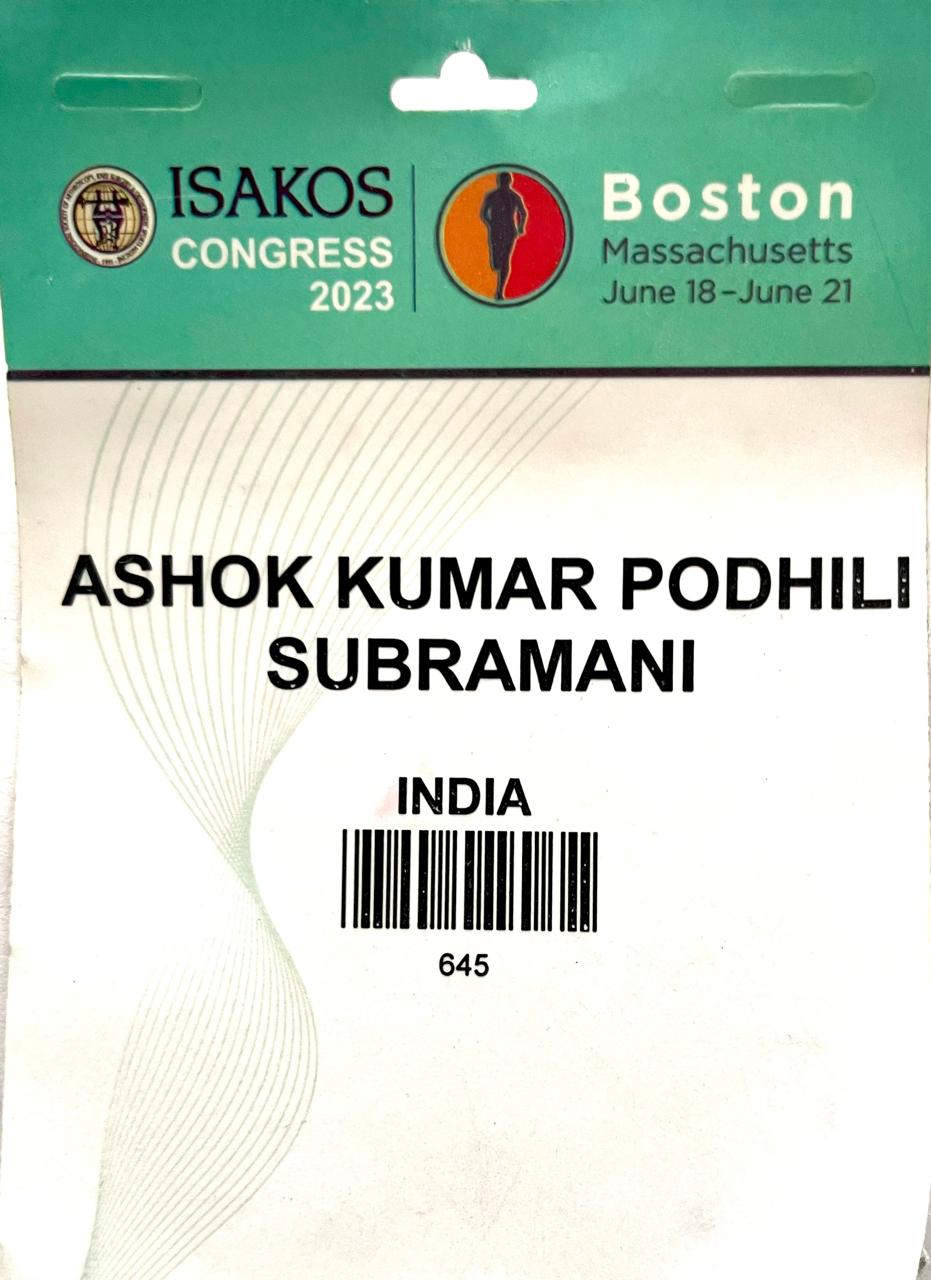 ISAKOS
CONGRESS
2023
Boston
Massachusetts
June 18–June 21
ASHOK KUMAR PODHILI
SUBRAMANI
INDIA
645